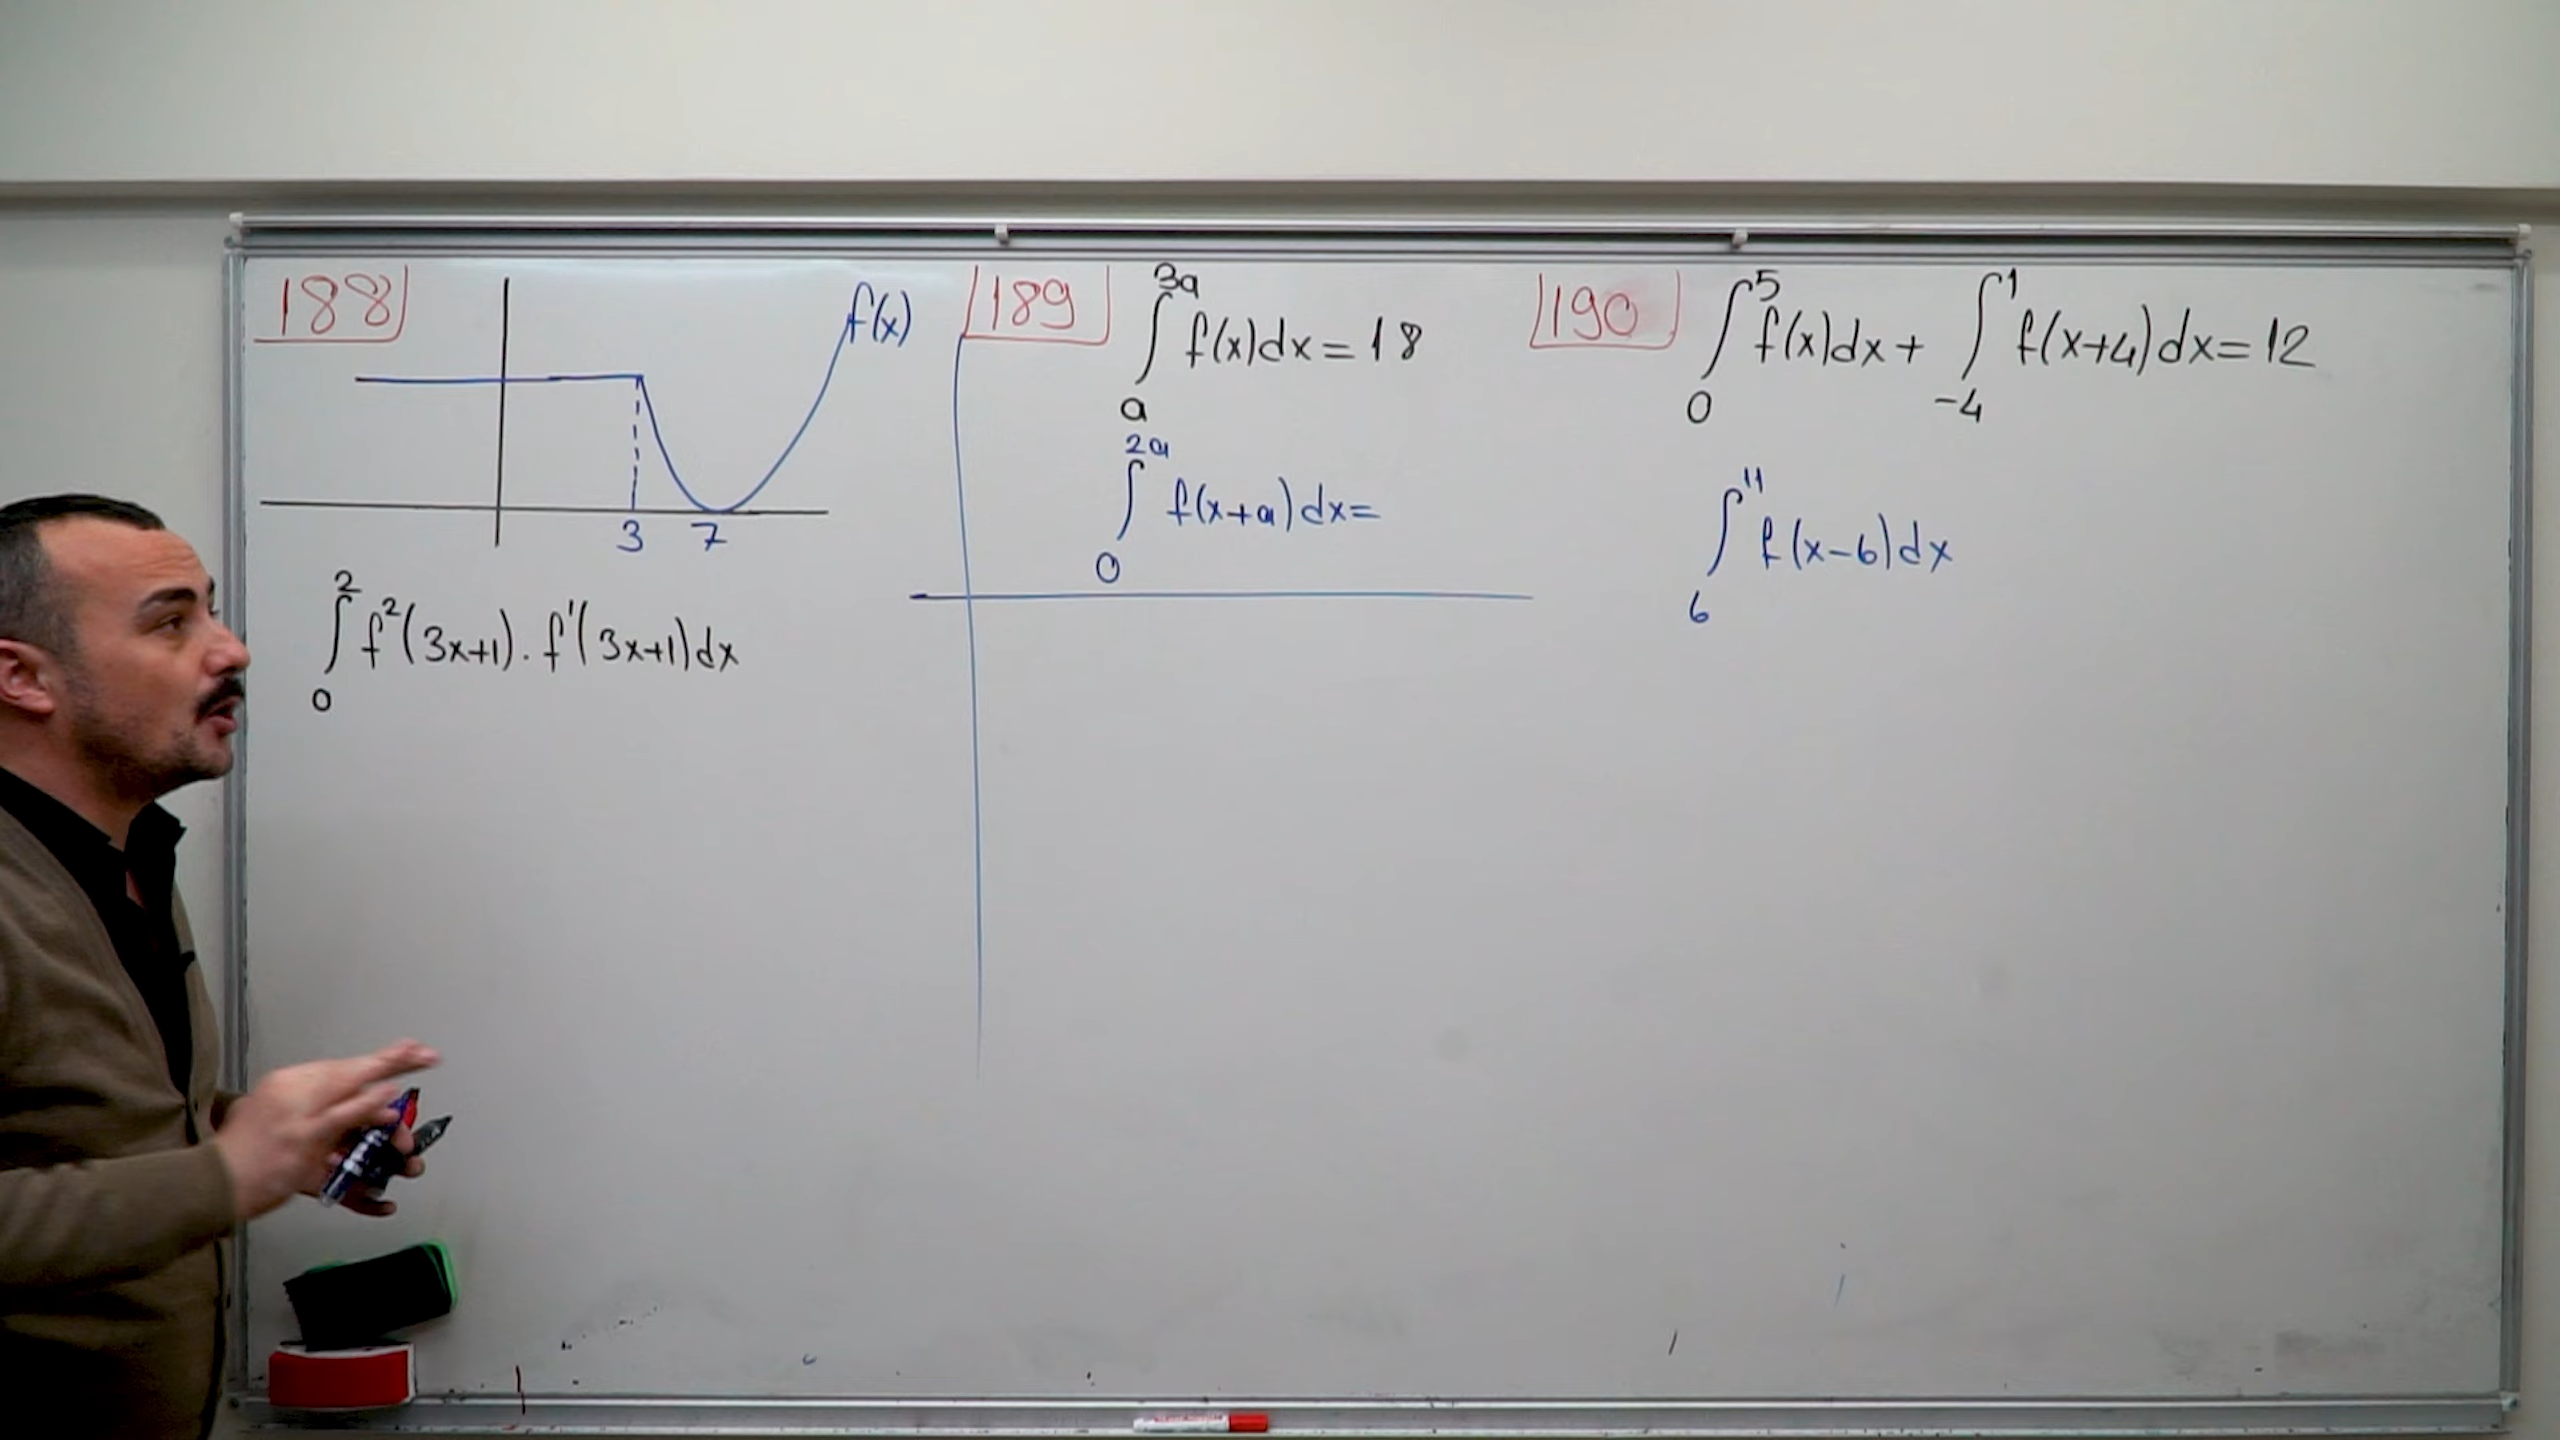 188
f(x)
3 7
∫₀² f²(3x+1) . f'(3x+1)dx
189
∫ₐ³ᵃ f(x)dx = 18
∫₀²ᵃ f(x+a)dx=
190
∫₀⁵ f(x)dx + ∫₋₄¹ f(x+4)dx = 12
∫₆¹¹ f(x-6)dx